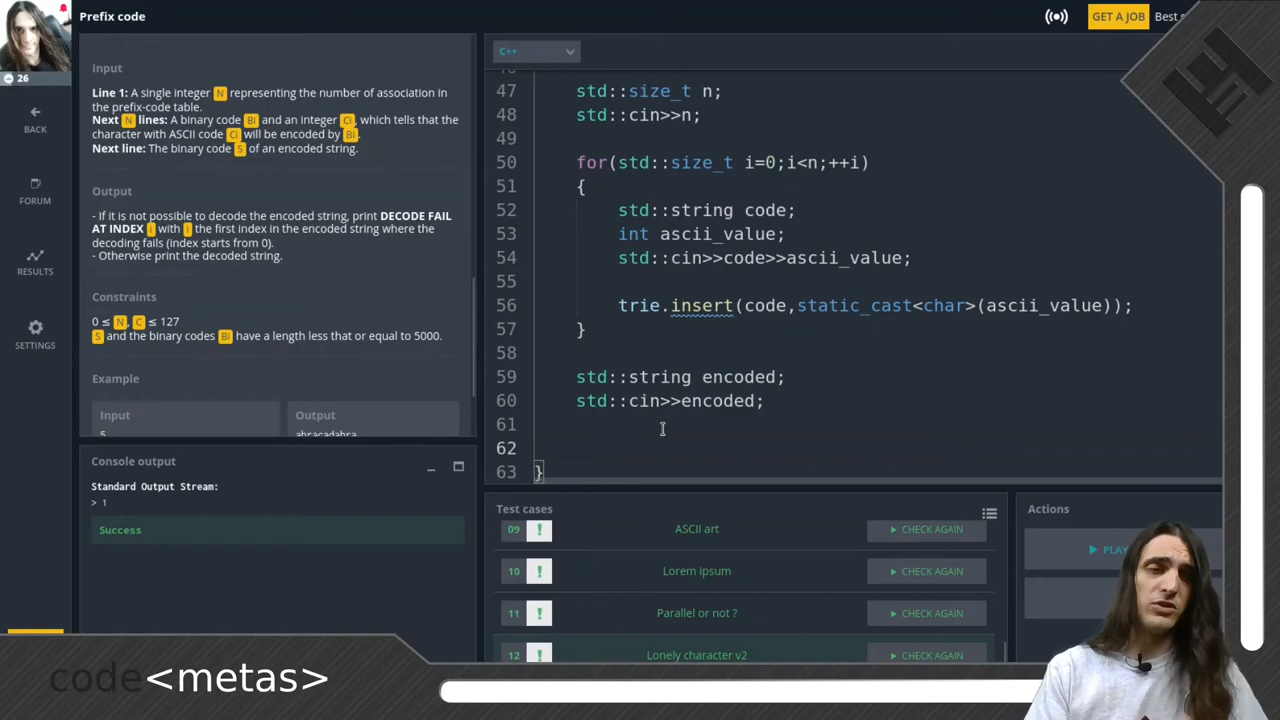 Prefix code
GET A JOB
Best
26
BACK
FORUM
RESULTS
SETTINGS
Input
Line 1: A single integer N representing the number of association in
the prefix-code table.
Next N lines: A binary code Bi and an integer Ci, which tells that the
character with ASCII code Ci will be encoded by Bi.
Next line: The binary code S of an encoded string.
Output
- If it is not possible to decode the encoded string, print DECODE FAIL
AT INDEX i with i the first index in the encoded string where the
decoding fails (index starts from 0).
- Otherwise print the decoded string.
Constraints
0 ≤ N, C ≤ 127
S and the binary codes Bi have a length less that or equal to 5000.
Example
Input
Output
5
abracadabra
Console output
Standard Output Stream:
> 1
Success
C++
47 std::size_t n;
48 std::cin>>n;
49
50 for(std::size_t i=0;i<n;++i)
51 {
52 std::string code;
53 int ascii_value;
54 std::cin>>code>>ascii_value;
55
56 trie.insert(code,static_cast<char>(ascii_value));
57 }
58
59 std::string encoded;
60 std::cin>>encoded;
61
62
63 }
Test cases
09 ! ASCII art CHECK AGAIN
10 ! Lorem ipsum CHECK AGAIN
11 ! Parallel or not ? CHECK AGAIN
12 ! Lonely character v2 CHECK AGAIN
Actions
PLAY
code<metas>